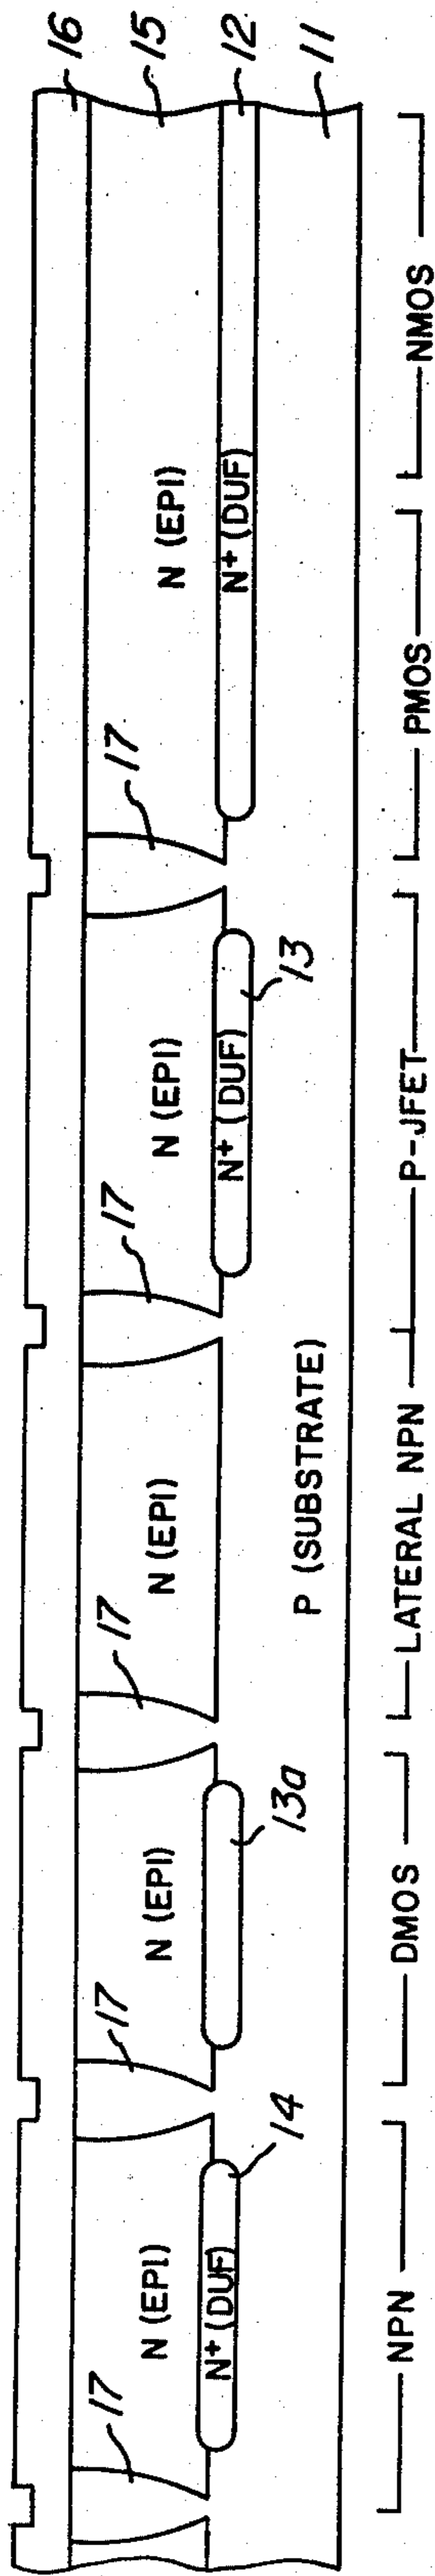 16
15
12
11
17
17
17
17
17
N (EPI)
N (EPI)
N (EPI)
N (EPI)
N (EPI)
N+ (DUF)
N+ (DUF)
N+ (DUF)
14
13a
13
P (SUBSTRATE)
NPN
DMOS
LATERAL NPN
P-JFET
PMOS
NMOS